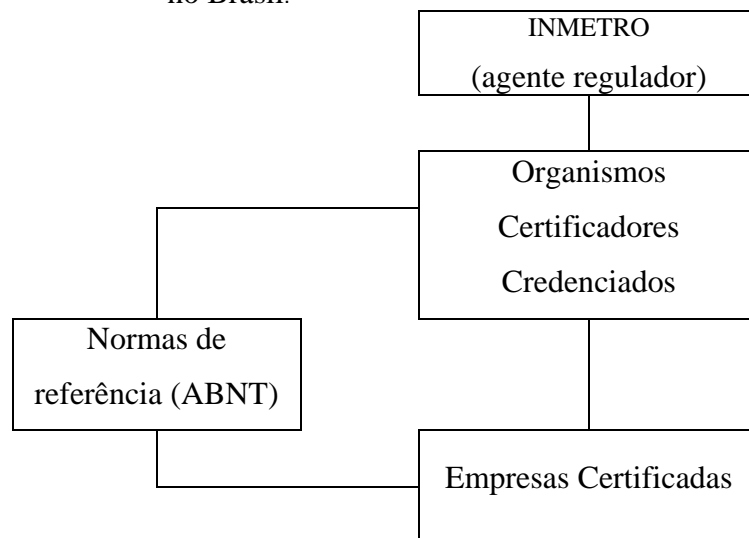 no Brasil.
INMETRO
(agente regulador)
Organismos
Certificadores
Credenciados
Normas de
referência (ABNT)
Empresas Certificadas